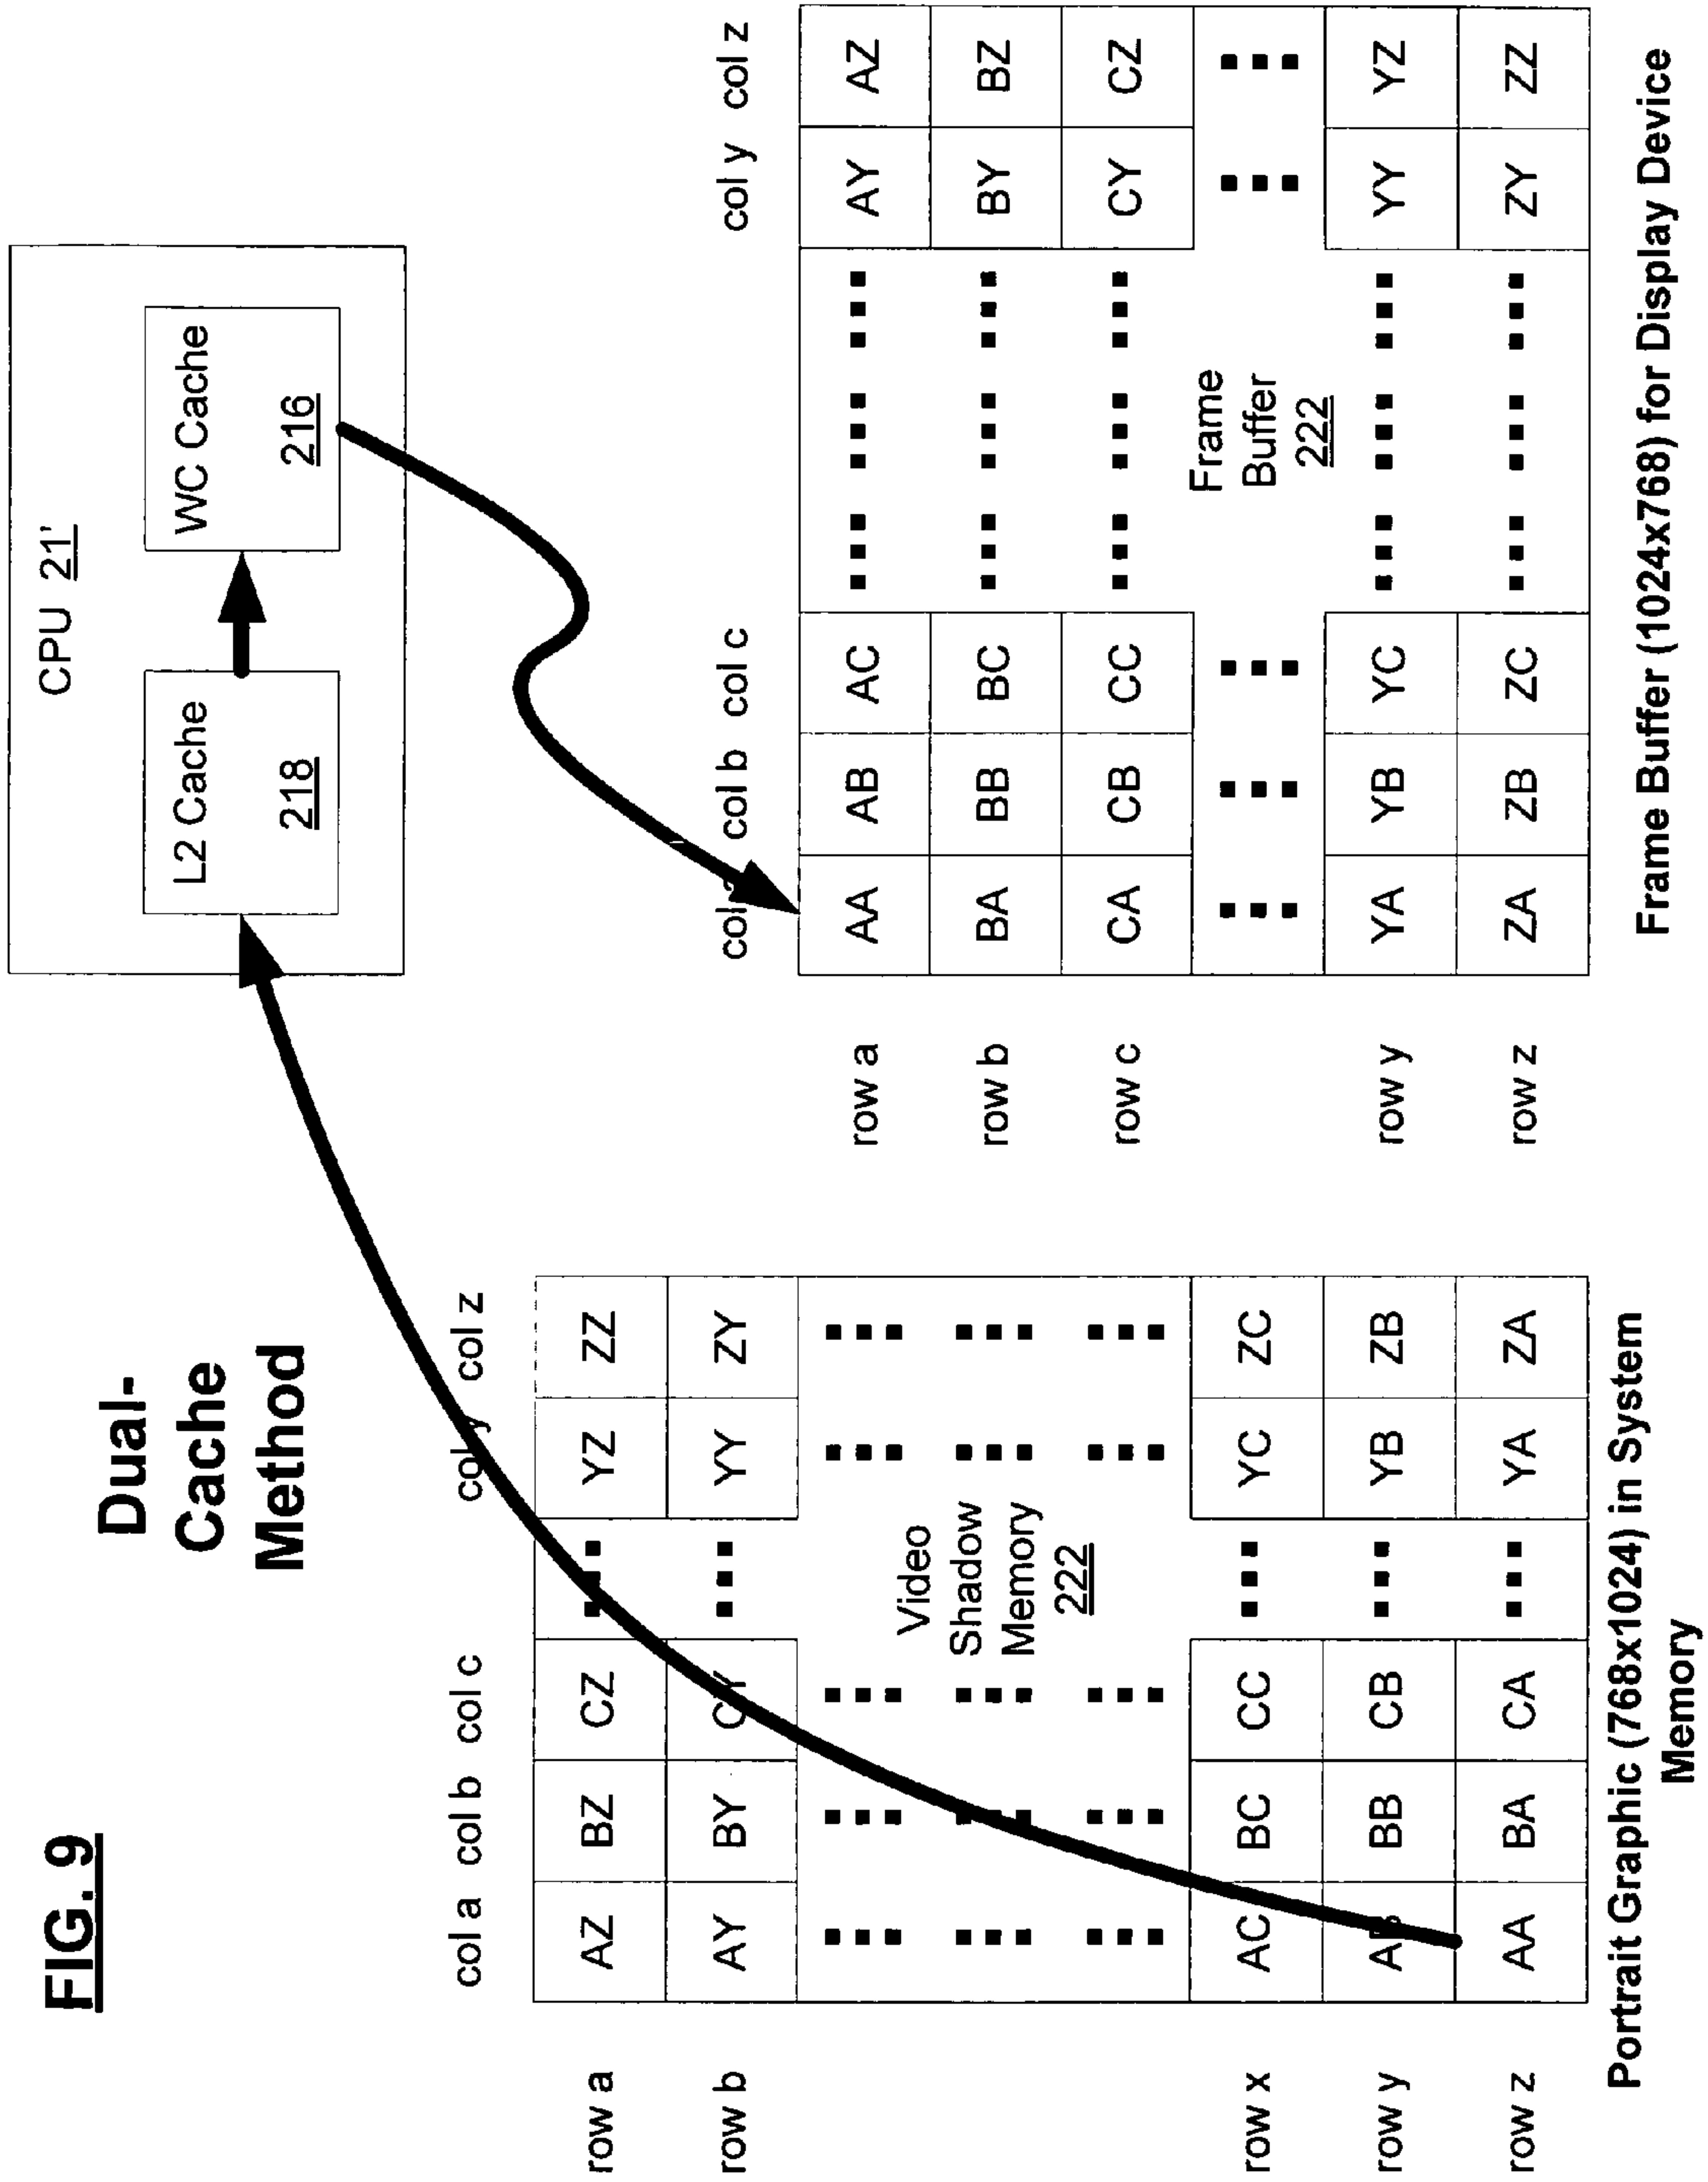 FIG. 9
Dual-
Cache
Method
CPU 21'
L2 Cache
218
WC Cache
216
col a col b col c col y col z
row a AZ BZ CZ YZ ZZ
row b AY BY CY YY ZY
Video
Shadow
Memory
222
row x AC BC CC YC ZC
row y AB BB CB YB ZB
row z AA BA CA YA ZA
Portrait Graphic (768x1024) in System
Memory
col a col b col c col y col z
row a AA AB AC AY AZ
row b BA BB BC BY BZ
row c CA CB CC CY CZ
Frame
Buffer
222
row y YA YB YC YY YZ
row z ZA ZB ZC ZY ZZ
Frame Buffer (1024x768) for Display Device